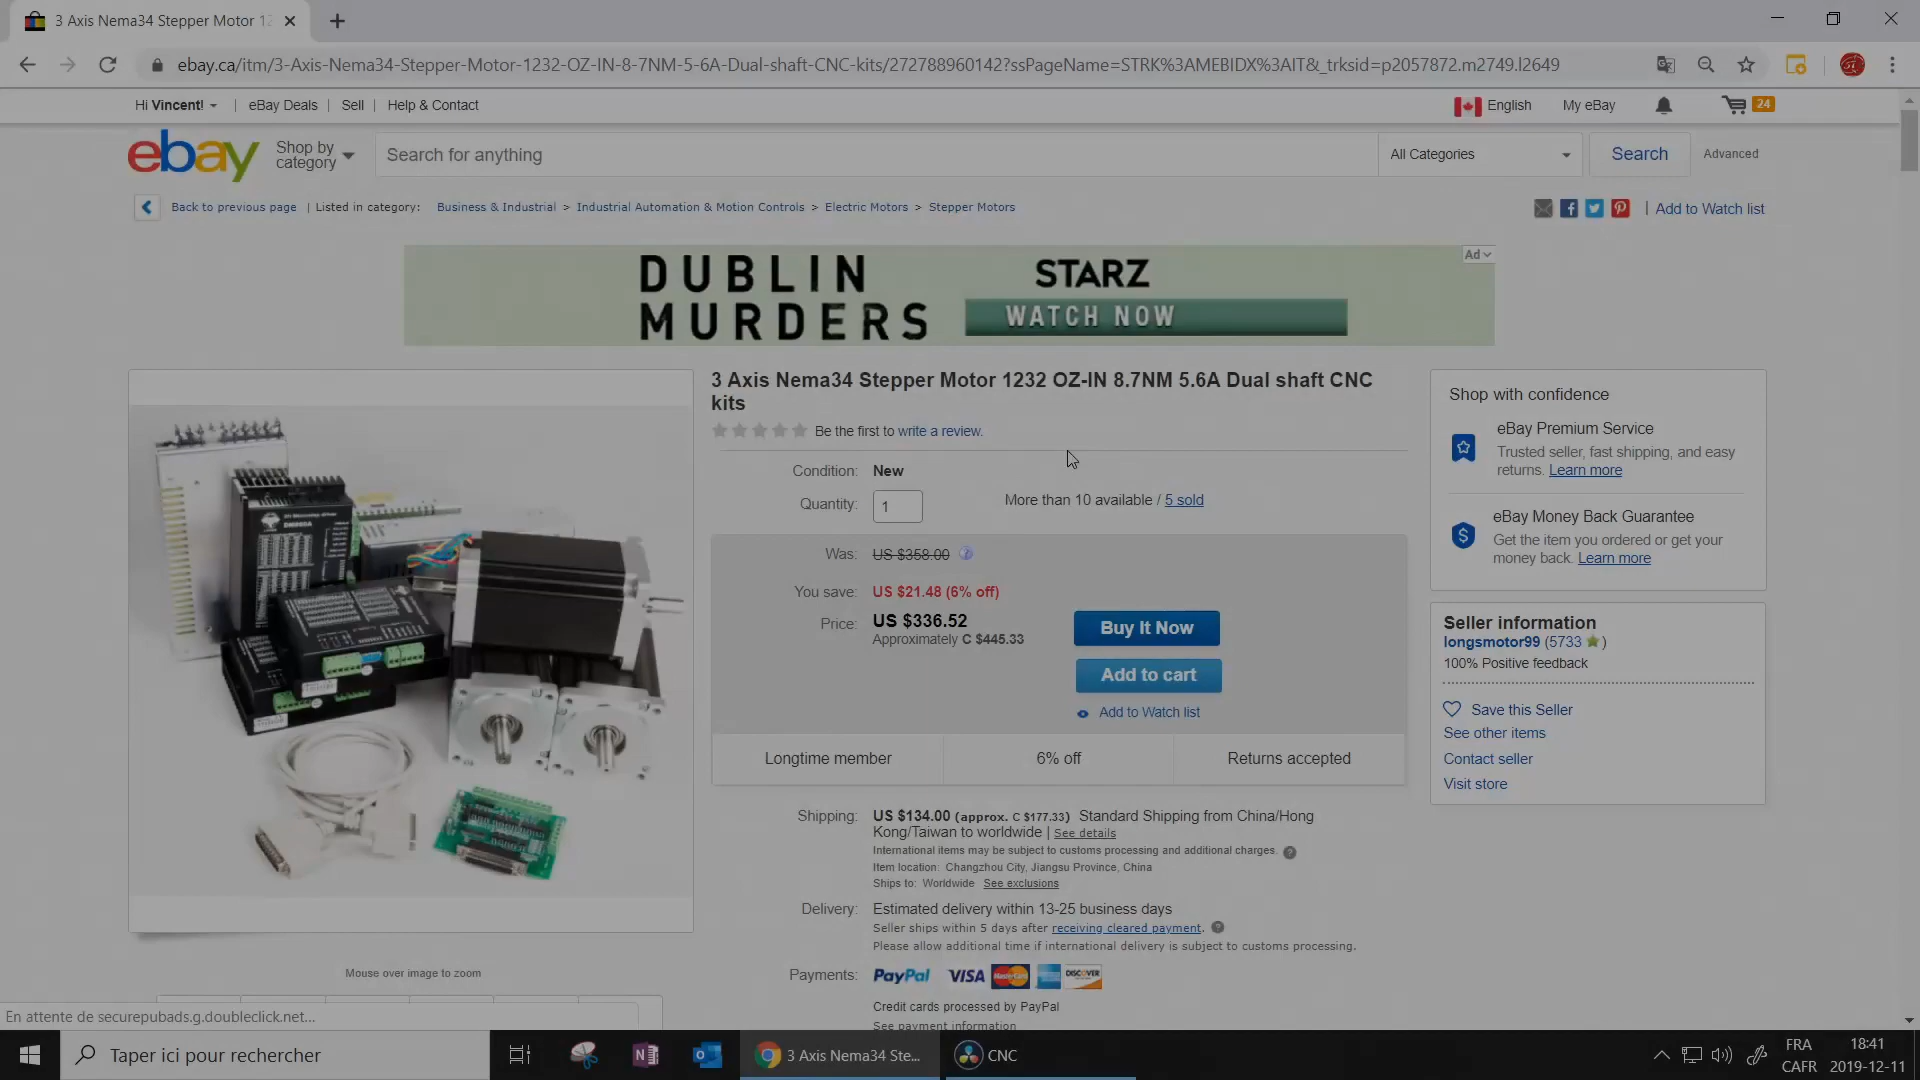 3 Axis Nema34 Stepper Motor 12
ebay.ca/itm/3-Axis-Nema34-Stepper-Motor-1232-OZ-IN-8-7NM-5-6A-Dual-shaft-CNC-kits/272788960142?ssPageName=STRK%3AMEBIDX%3AIT&_trksid=p2057872.m2749.l2649
Hi Vincent! | eBay Deals | Sell | Help & Contact
English My eBay 24
ebay
Shop by category
Search for anything
All Categories
Search
Advanced
Back to previous page | Listed in category: Business & Industrial > Industrial Automation & Motion Controls > Electric Motors > Stepper Motors
| Add to Watch list
DUBLIN
MURDERS
STARZ
WATCH NOW
Ad
3 Axis Nema34 Stepper Motor 1232 OZ-IN 8.7NM 5.6A Dual shaft CNC
kits
Be the first to write a review.
Condition: New
Quantity: 1 More than 10 available / 5 sold
Was: US $358.00
You save: US $21.48 (6% off)
Price: US $336.52
Approximately C $445.33
Buy It Now
Add to cart
Add to Watch list
Longtime member 6% off Returns accepted
Shipping: US $134.00 (approx. C $177.33) Standard Shipping from China/Hong
Kong/Taiwan to worldwide | See details
International items may be subject to customs processing and additional charges.
Item location: Changzhou City, Jiangsu Province, China
Ships to: Worldwide See exclusions
Delivery: Estimated delivery within 13-25 business days
Seller ships within 5 days after receiving cleared payment.
Please allow additional time if international delivery is subject to customs processing.
Payments: PayPal VISA MasterCard DISCOVER
Credit cards processed by PayPal
See payment information
Shop with confidence
eBay Premium Service
Trusted seller, fast shipping, and easy
returns. Learn more
eBay Money Back Guarantee
Get the item you ordered or get your
money back. Learn more
Seller information
longsmotor99 (5733)
100% Positive feedback
Save this Seller
See other items
Contact seller
Visit store
Mouse over image to zoom
En attente de securepubads.g.doubleclick.net...
Taper ici pour rechercher
3 Axis Nema34 Ste...
CNC
FRA
CAFR
18:41
2019-12-11